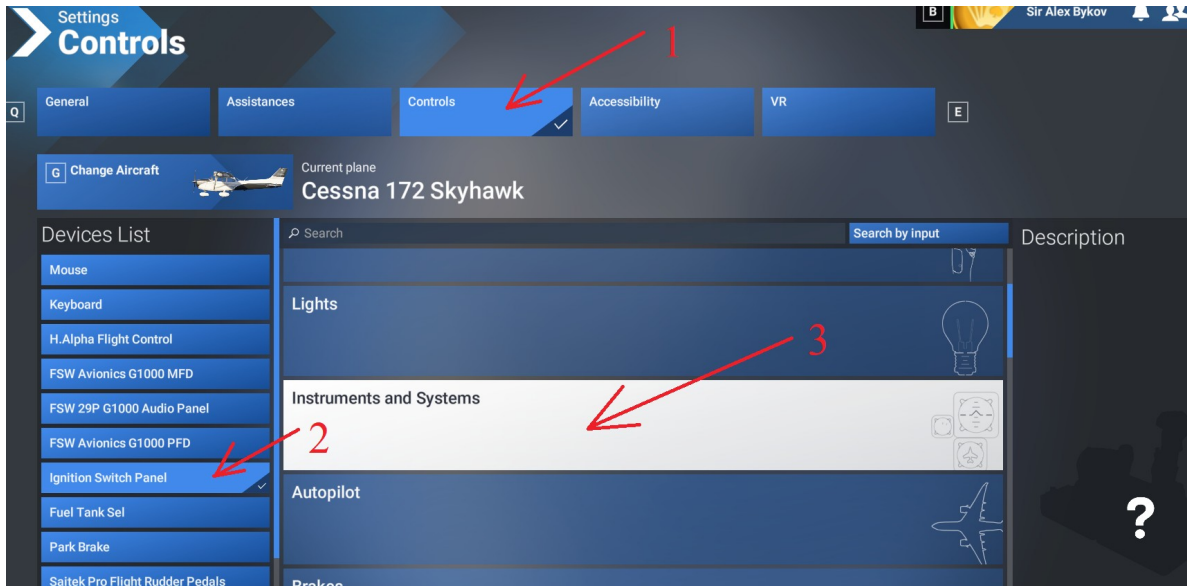 Settings
Controls
B
Sir Alex Bykov
1
Q
General
Assistances
Controls
Accessibility
VR
E
G Change Aircraft
Current plane
Cessna 172 Skyhawk
Devices List
Search
Search by input
Description
Mouse
Keyboard
H.Alpha Flight Control
FSW Avionics G1000 MFD
FSW 29P G1000 Audio Panel
FSW Avionics G1000 PFD
Ignition Switch Panel
Fuel Tank Sel
Park Brake
Saitek Pro Flight Rudder Pedals
2
Lights
3
Instruments and Systems
Autopilot
Brakes
?